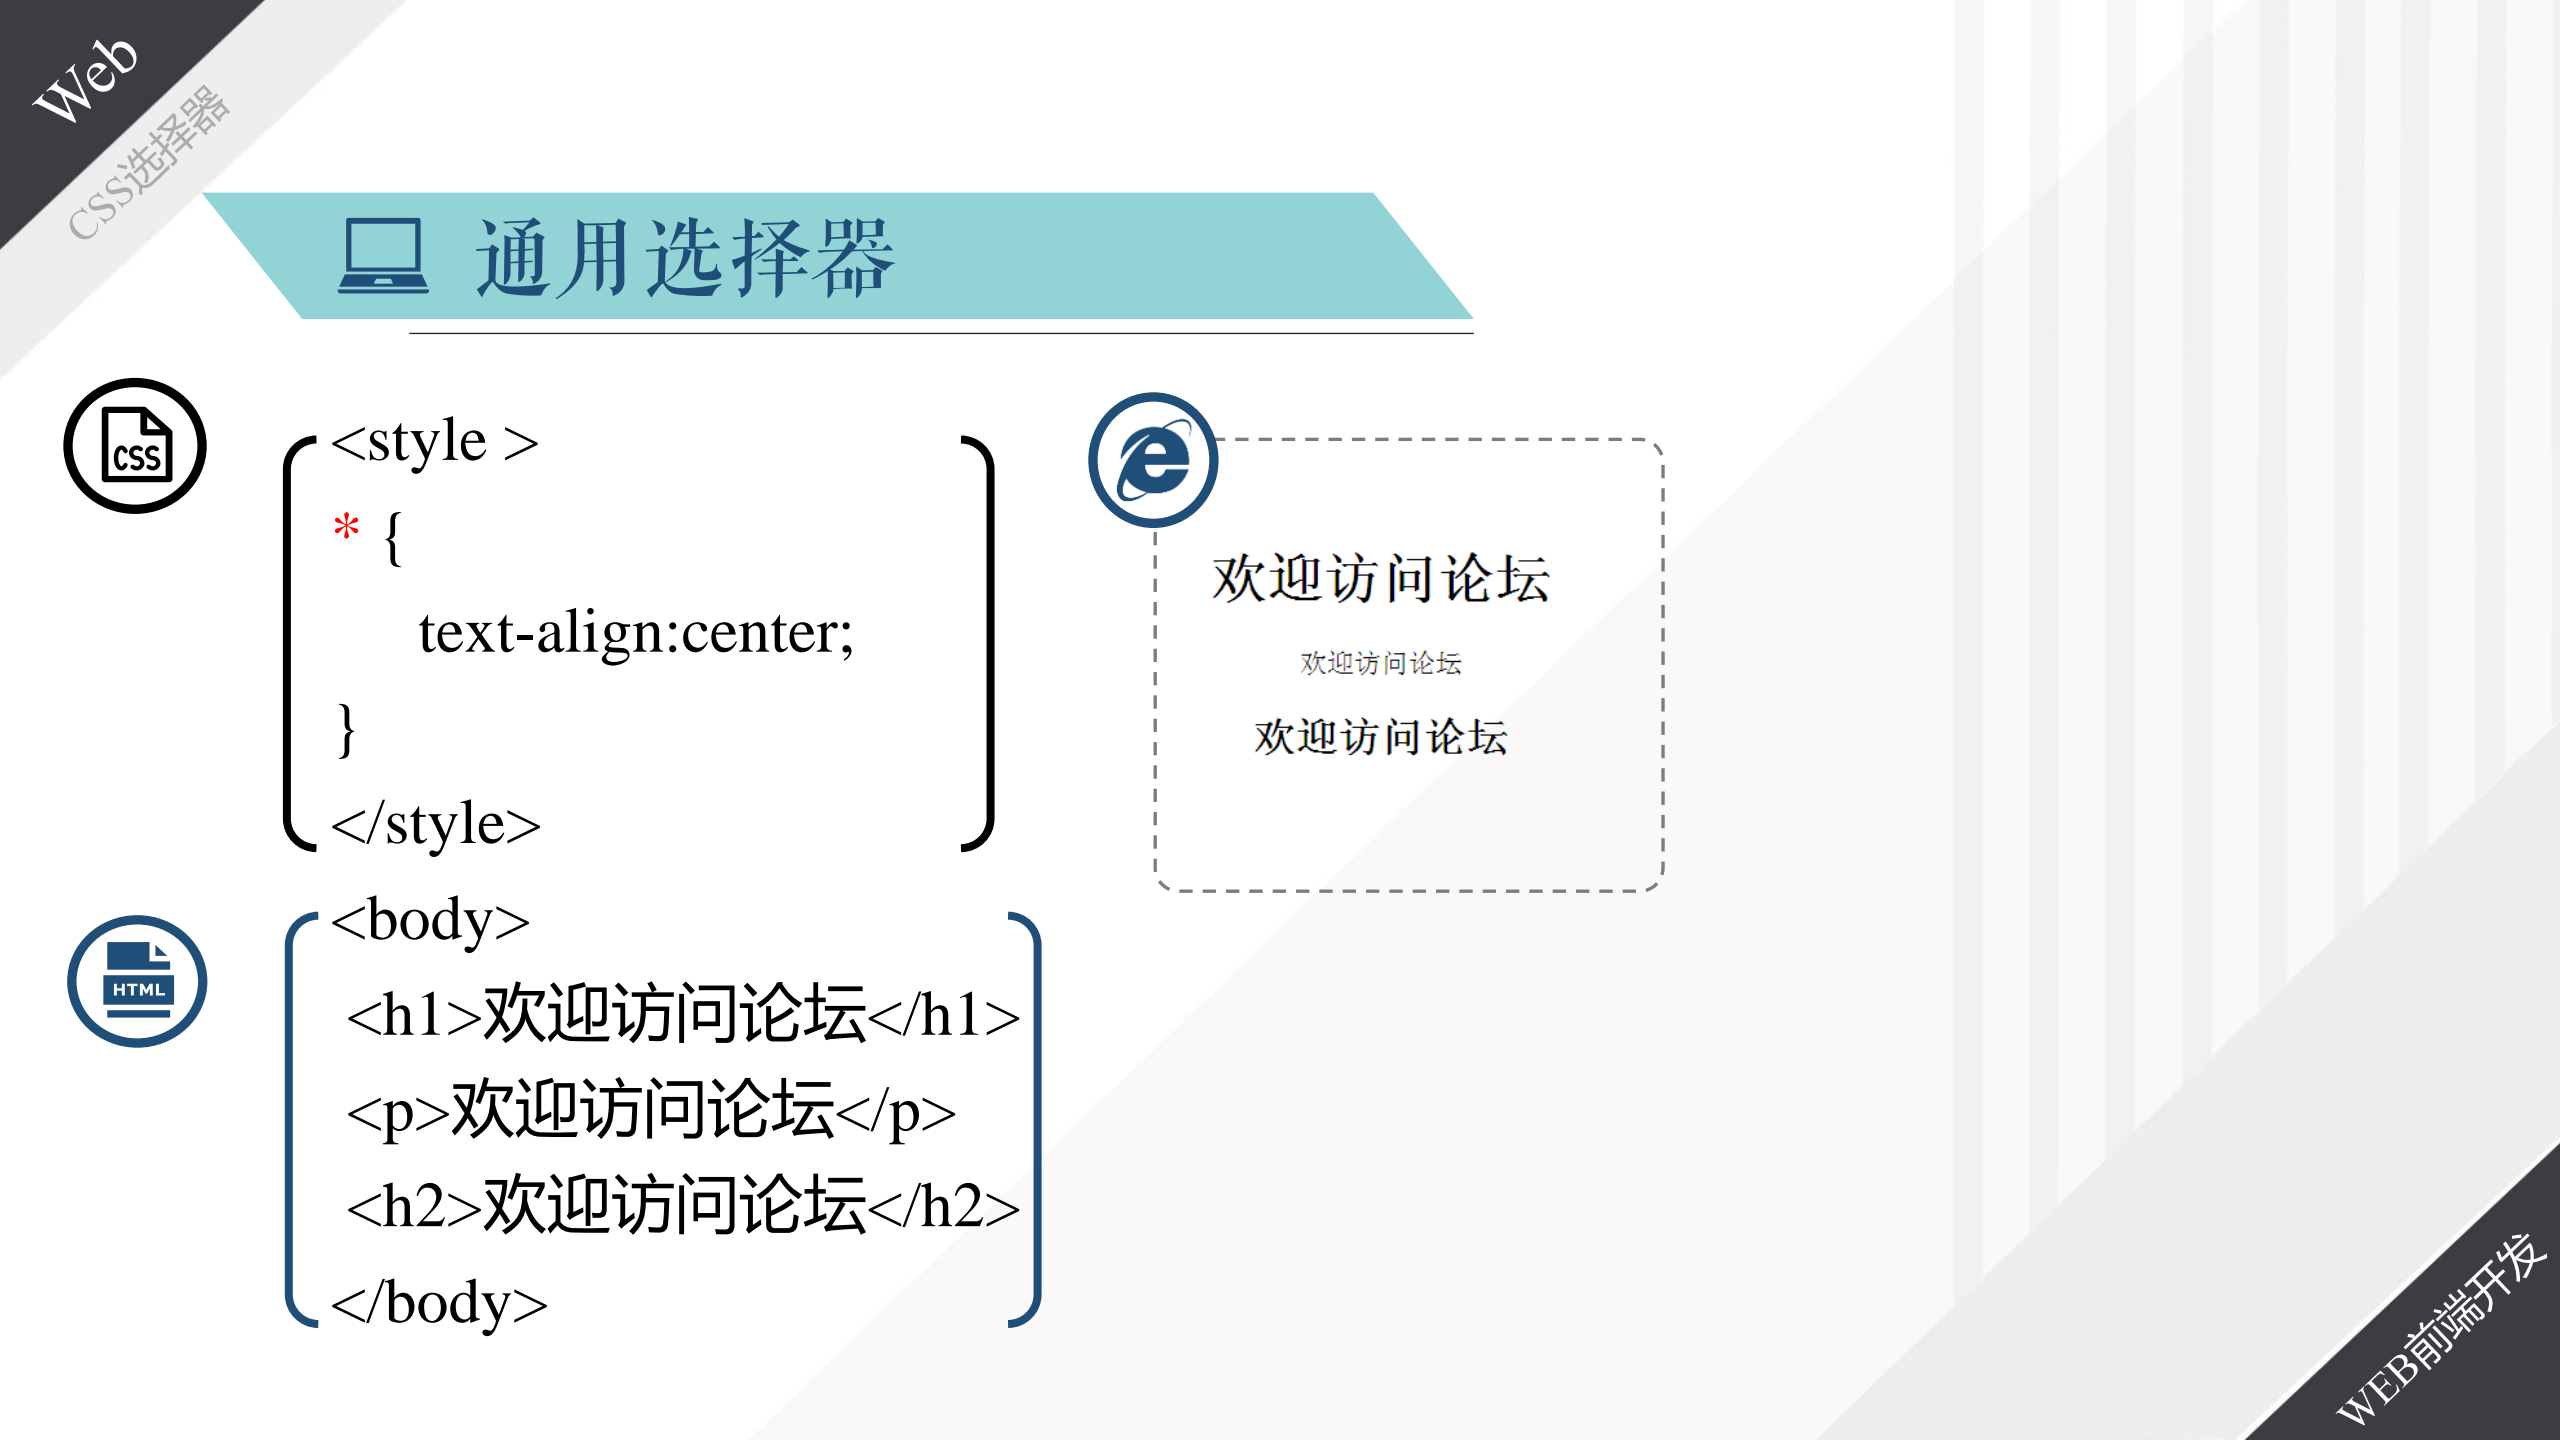 Web
CSS选择器
通用选择器
CSS
<style >
* {
text-align:center;
}
</style>
欢迎访问论坛
欢迎访问论坛
欢迎访问论坛
HTML
<body>
<h1>欢迎访问论坛</h1>
<p>欢迎访问论坛</p>
<h2>欢迎访问论坛</h2>
</body>
WEB前端开发